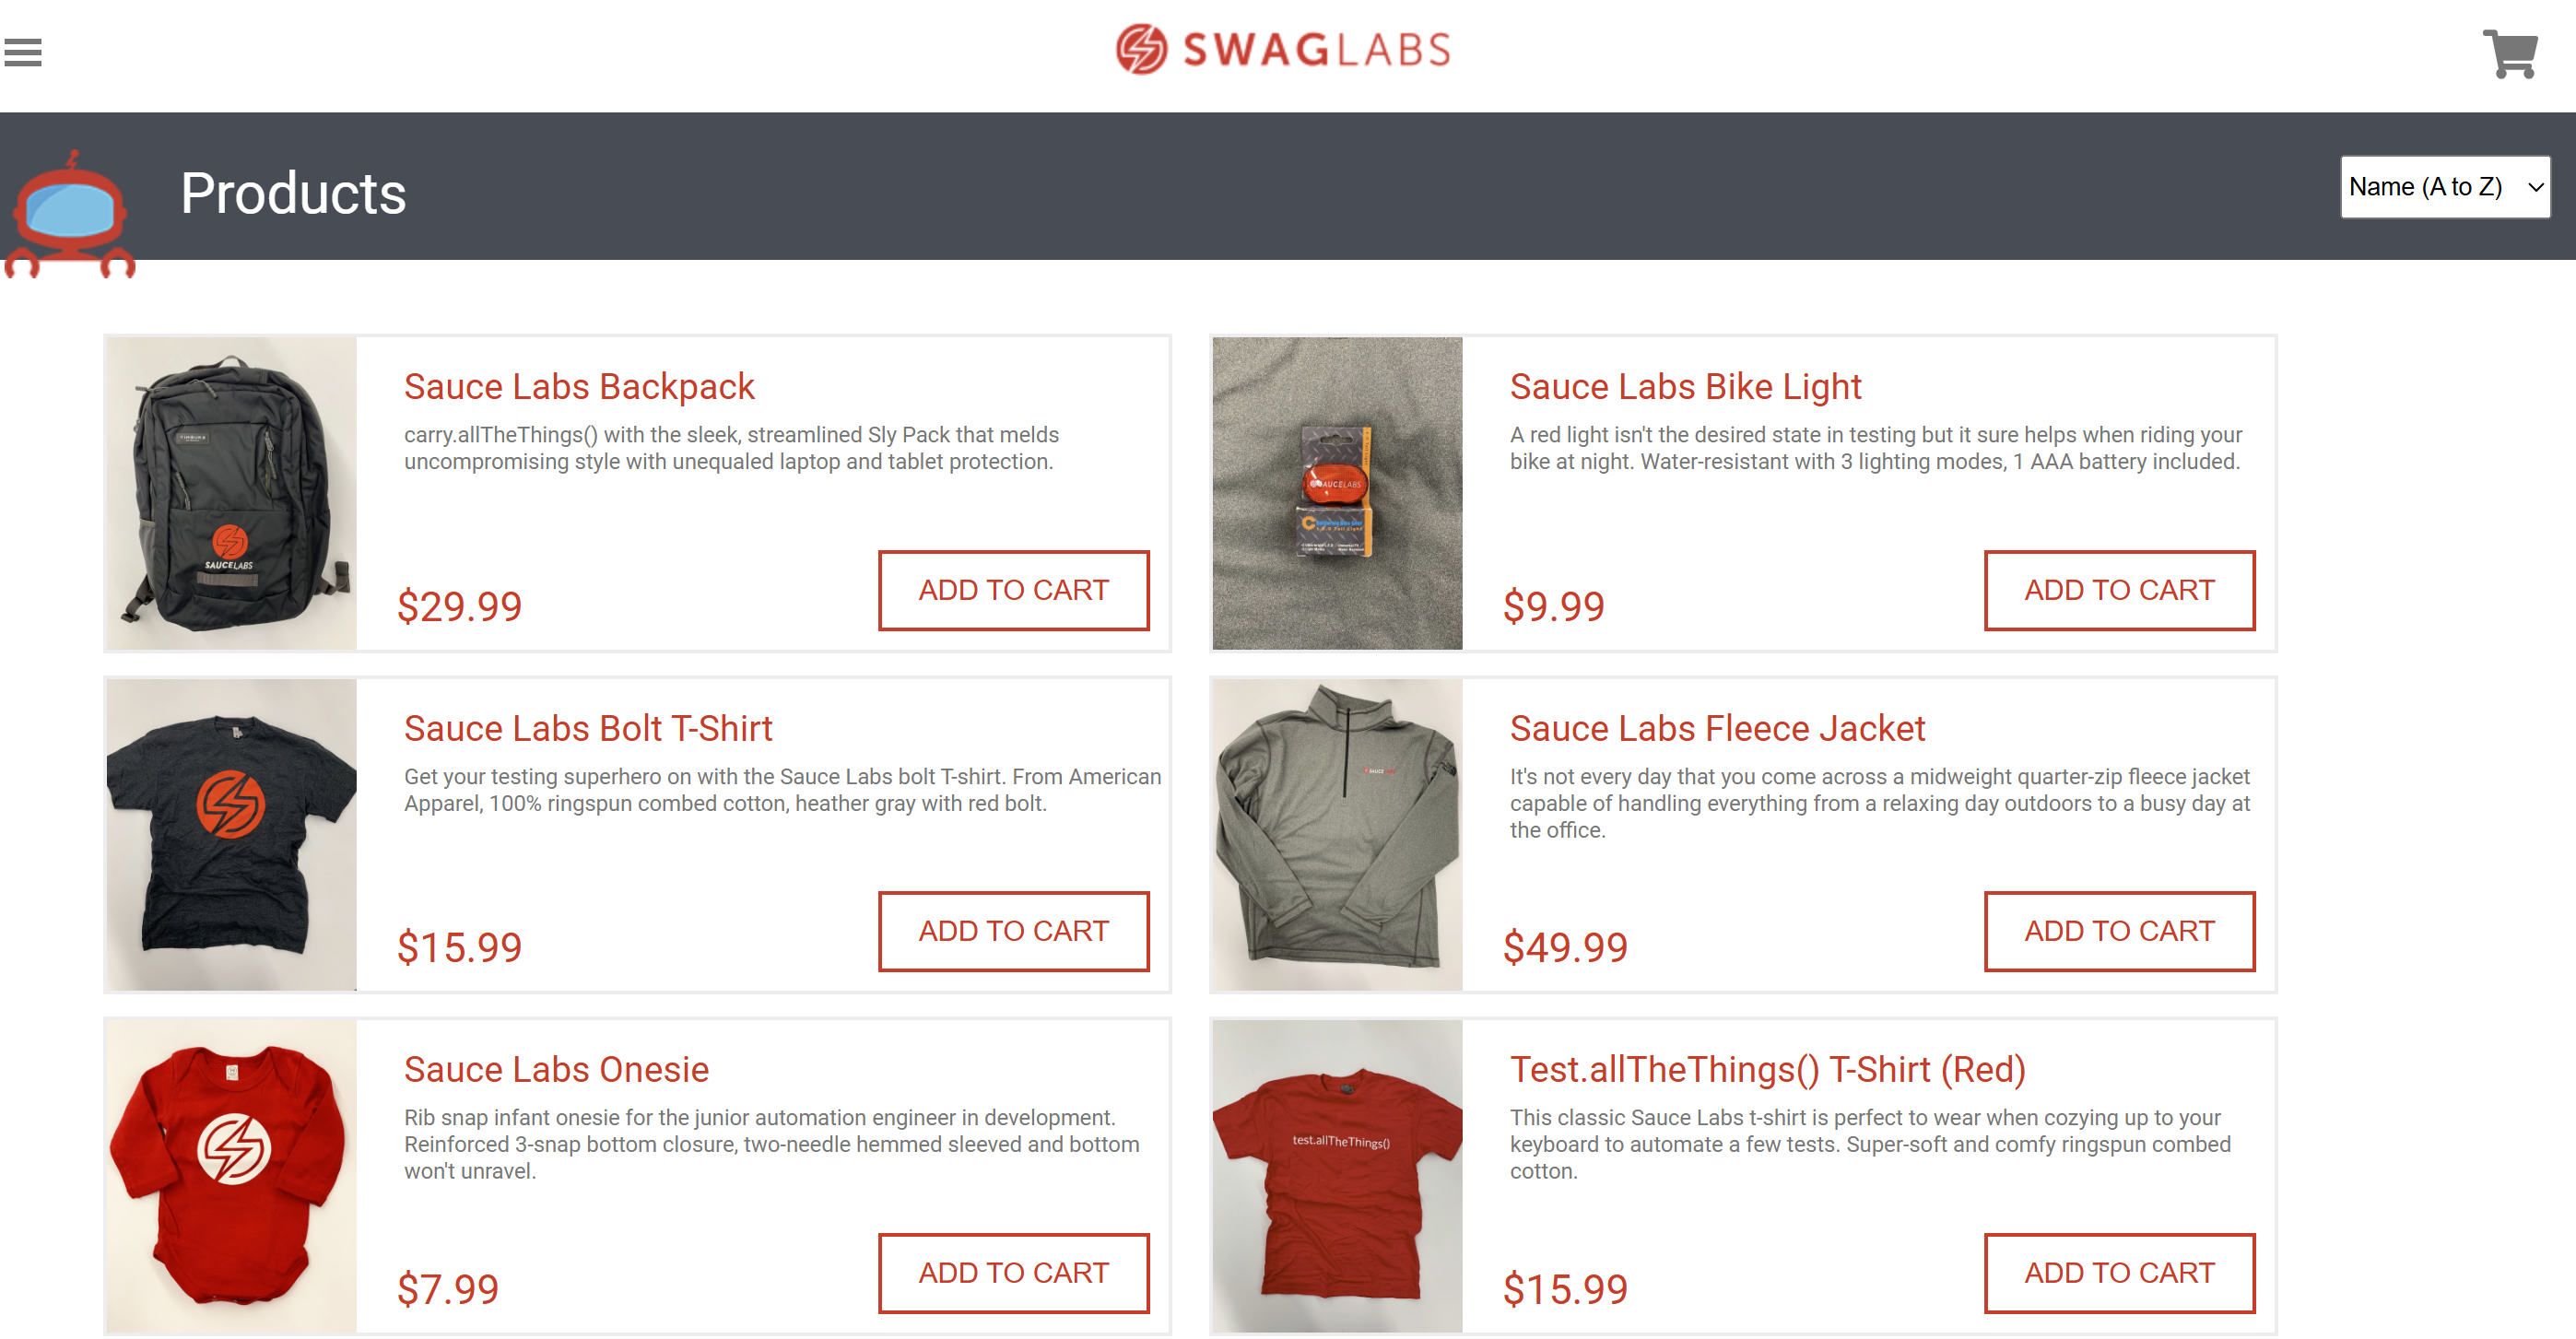 SWAGLABS
Products
Name (A to Z)
Sauce Labs Backpack
carry.allTheThings() with the sleek, streamlined Sly Pack that melds
uncompromising style with unequaled laptop and tablet protection.
$29.99
ADD TO CART
SAUCELABS
Sauce Labs Bike Light
A red light isn't the desired state in testing but it sure helps when riding your
bike at night. Water-resistant with 3 lighting modes, 1 AAA battery included.
$9.99
ADD TO CART
SAUCELABS
Sauce Labs Bolt T-Shirt
Get your testing superhero on with the Sauce Labs bolt T-shirt. From American
Apparel, 100% ringspun combed cotton, heather gray with red bolt.
$15.99
ADD TO CART
Sauce Labs Fleece Jacket
It's not every day that you come across a midweight quarter-zip fleece jacket
capable of handling everything from a relaxing day outdoors to a busy day at
the office.
$49.99
ADD TO CART
Sauce Labs Onesie
Rib snap infant onesie for the junior automation engineer in development.
Reinforced 3-snap bottom closure, two-needle hemmed sleeved and bottom
won't unravel.
$7.99
ADD TO CART
Test.allTheThings() T-Shirt (Red)
This classic Sauce Labs t-shirt is perfect to wear when cozying up to your
keyboard to automate a few tests. Super-soft and comfy ringspun combed
cotton.
$15.99
ADD TO CART
test.allTheThings()